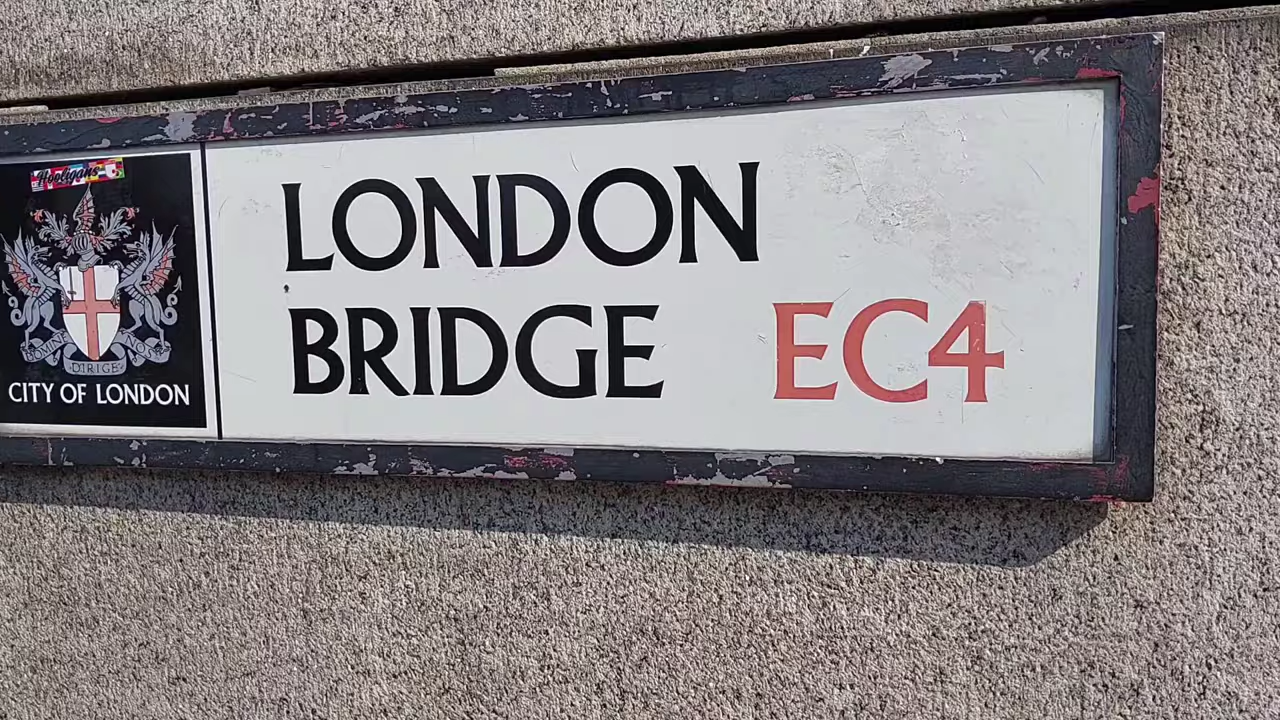 Hooligans
DOMINE DIRIGE NOS
CITY OF LONDON
LONDON
BRIDGE EC4